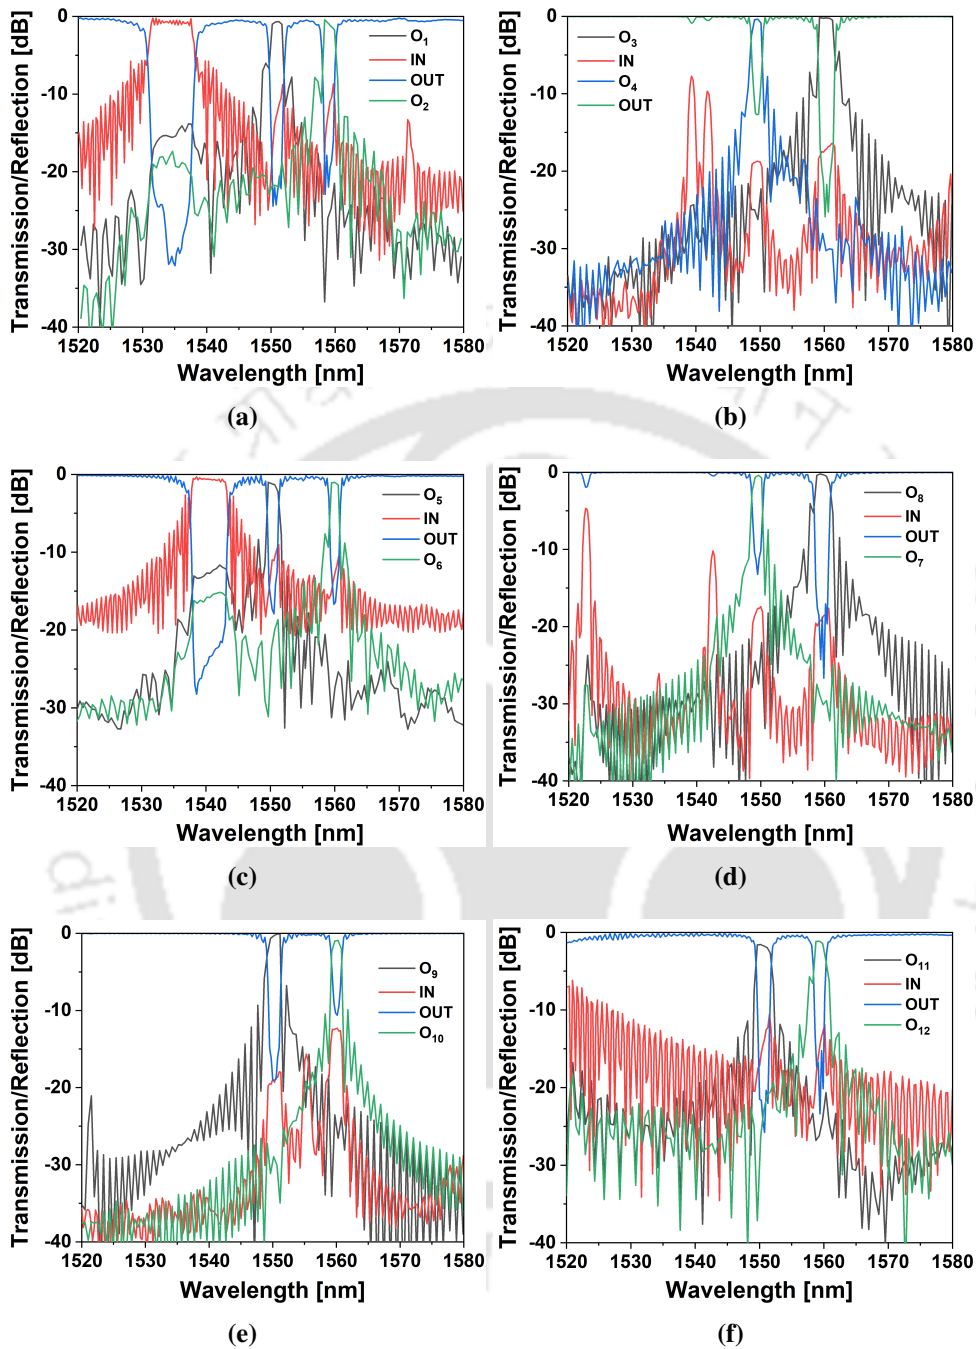 Transmission/Reflection [dB]
0
-10
-20
-30
-40
O1
IN
OUT
O2
1520 1530 1540 1550 1560 1570 1580
Wavelength [nm]
(a)
Transmission/Reflection [dB]
0
-10
-20
-30
-40
O3
IN
O4
OUT
1520 1530 1540 1550 1560 1570 1580
Wavelength [nm]
(b)
Transmission/Reflection [dB]
0
-10
-20
-30
-40
O5
IN
OUT
O6
1520 1530 1540 1550 1560 1570 1580
Wavelength [nm]
(c)
Transmission/Reflection [dB]
0
-10
-20
-30
-40
O8
IN
OUT
O7
1520 1530 1540 1550 1560 1570 1580
Wavelength [nm]
(d)
Transmission/Reflection [dB]
0
-10
-20
-30
-40
O9
IN
OUT
O10
1520 1530 1540 1550 1560 1570 1580
Wavelength [nm]
(e)
Transmission/Reflection [dB]
0
-10
-20
-30
-40
O11
IN
OUT
O12
1520 1530 1540 1550 1560 1570 1580
Wavelength [nm]
(f)